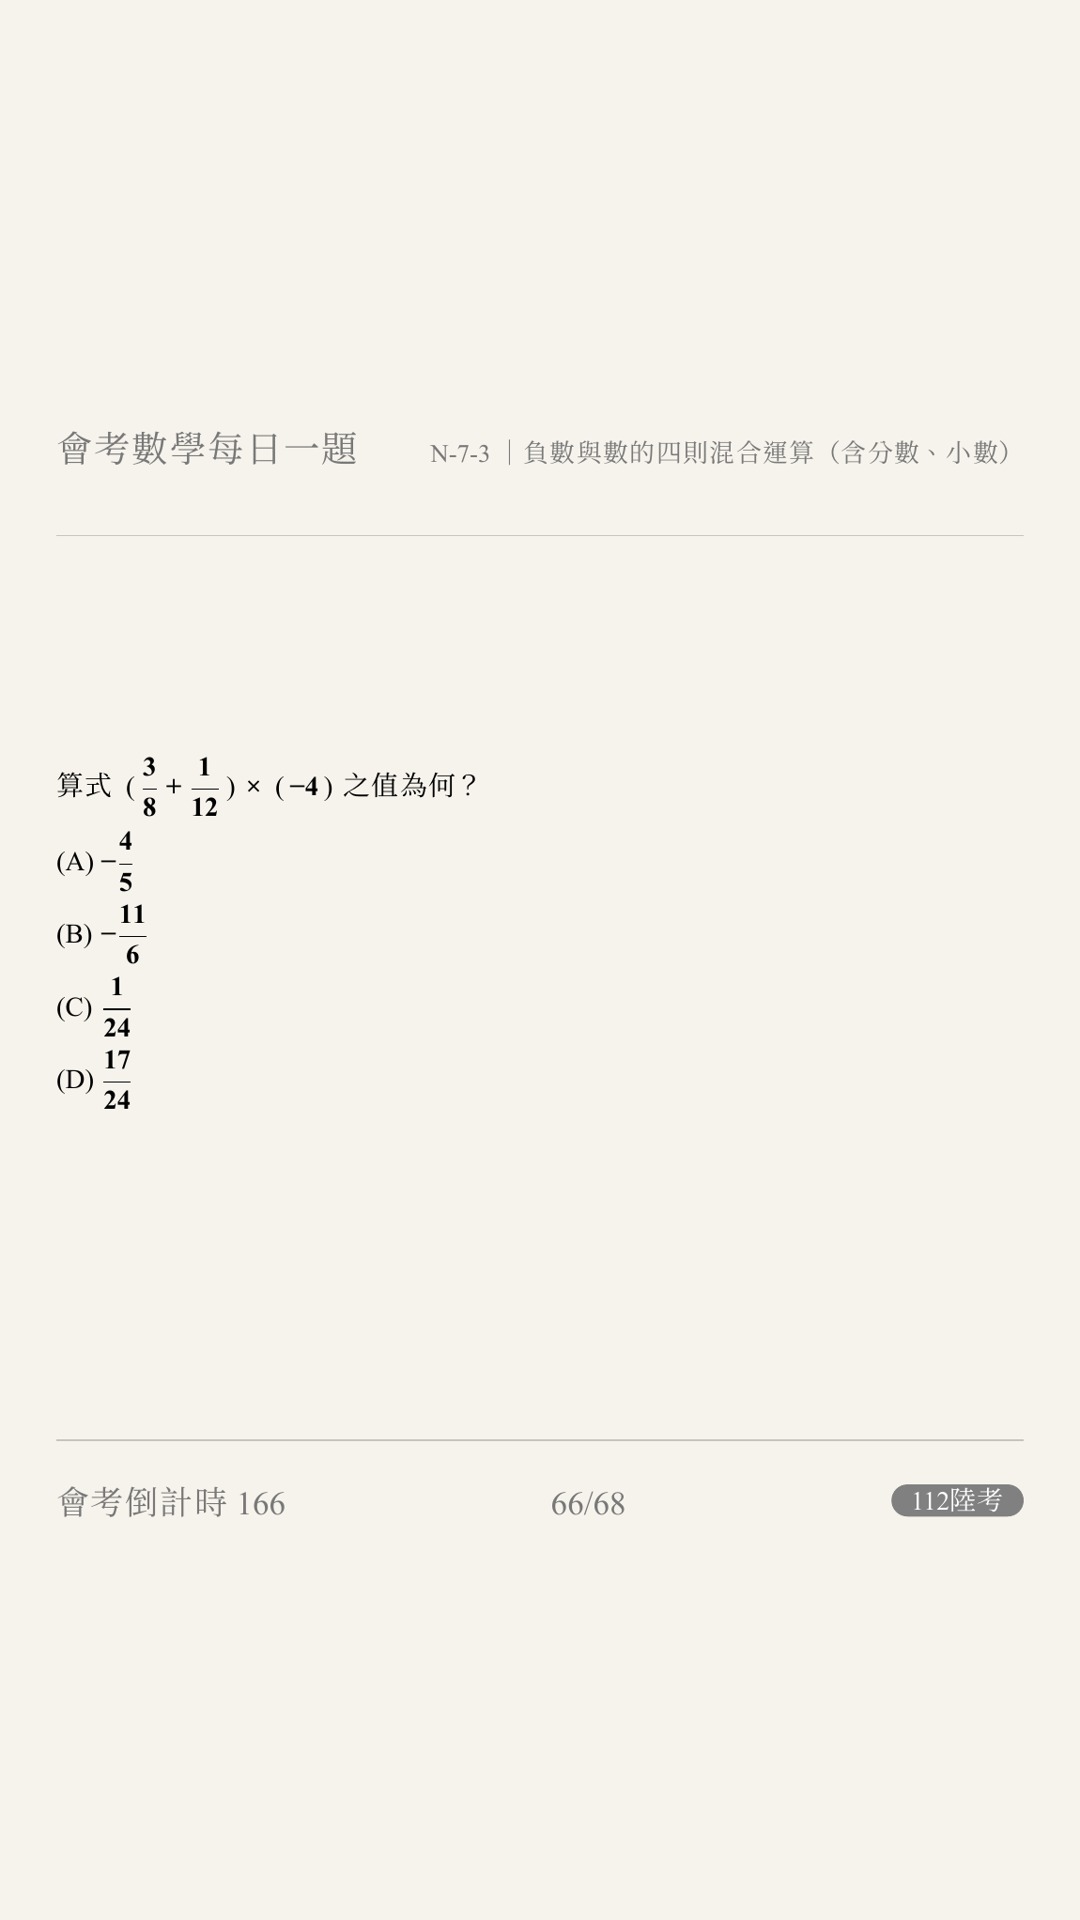 會考數學每日一題 N-7-3｜負數與數的四則混合運算（含分數、小數）
算式 (3/8 + 1/12) × (−4) 之值為何？
(A) −4/5
(B) −11/6
(C) 1/24
(D) 17/24
會考倒計時 166 66/68 112陸考